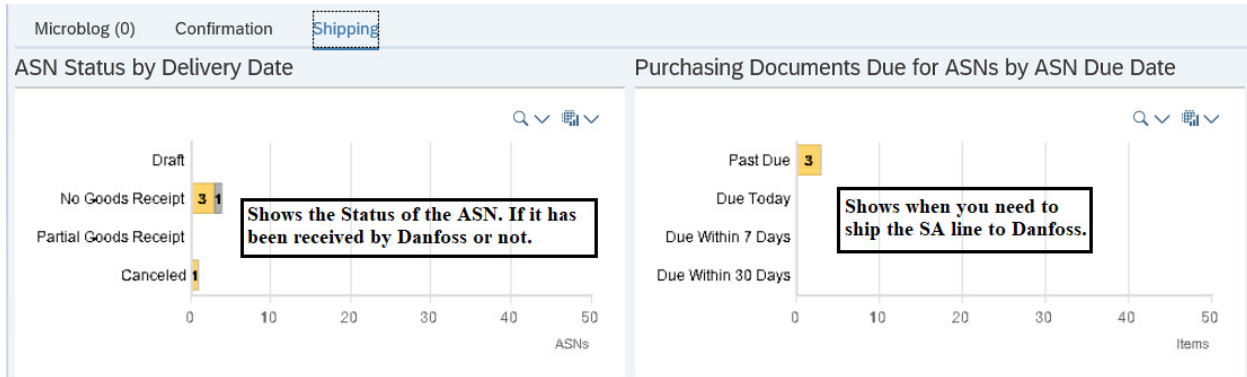 Microblog (0) Confirmation Shipping
ASN Status by Delivery Date
Draft
No Goods Receipt 3 1
Partial Goods Receipt
Canceled 1
0 10 20 30 40 50
ASNs
Shows the Status of the ASN. If it has
been received by Danfoss or not.
Purchasing Documents Due for ASNs by ASN Due Date
Past Due 3
Due Today
Due Within 7 Days
Due Within 30 Days
0 10 20 30 40 50
Items
Shows when you need to
ship the SA line to Danfoss.